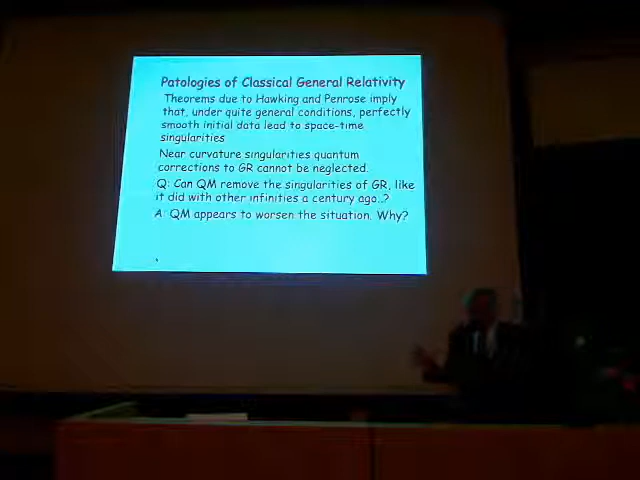 Patologies of Classical General Relativity
Theorems due to Hawking and Penrose imply
that, under quite general conditions, perfectly
smooth initial data lead to space-time
singularities
Near curvature singularities quantum
corrections to GR cannot be neglected.
Q: Can QM remove the singularities of GR, like
it did with other infinities a century ago..?
A: QM appears to worsen the situation. Why?